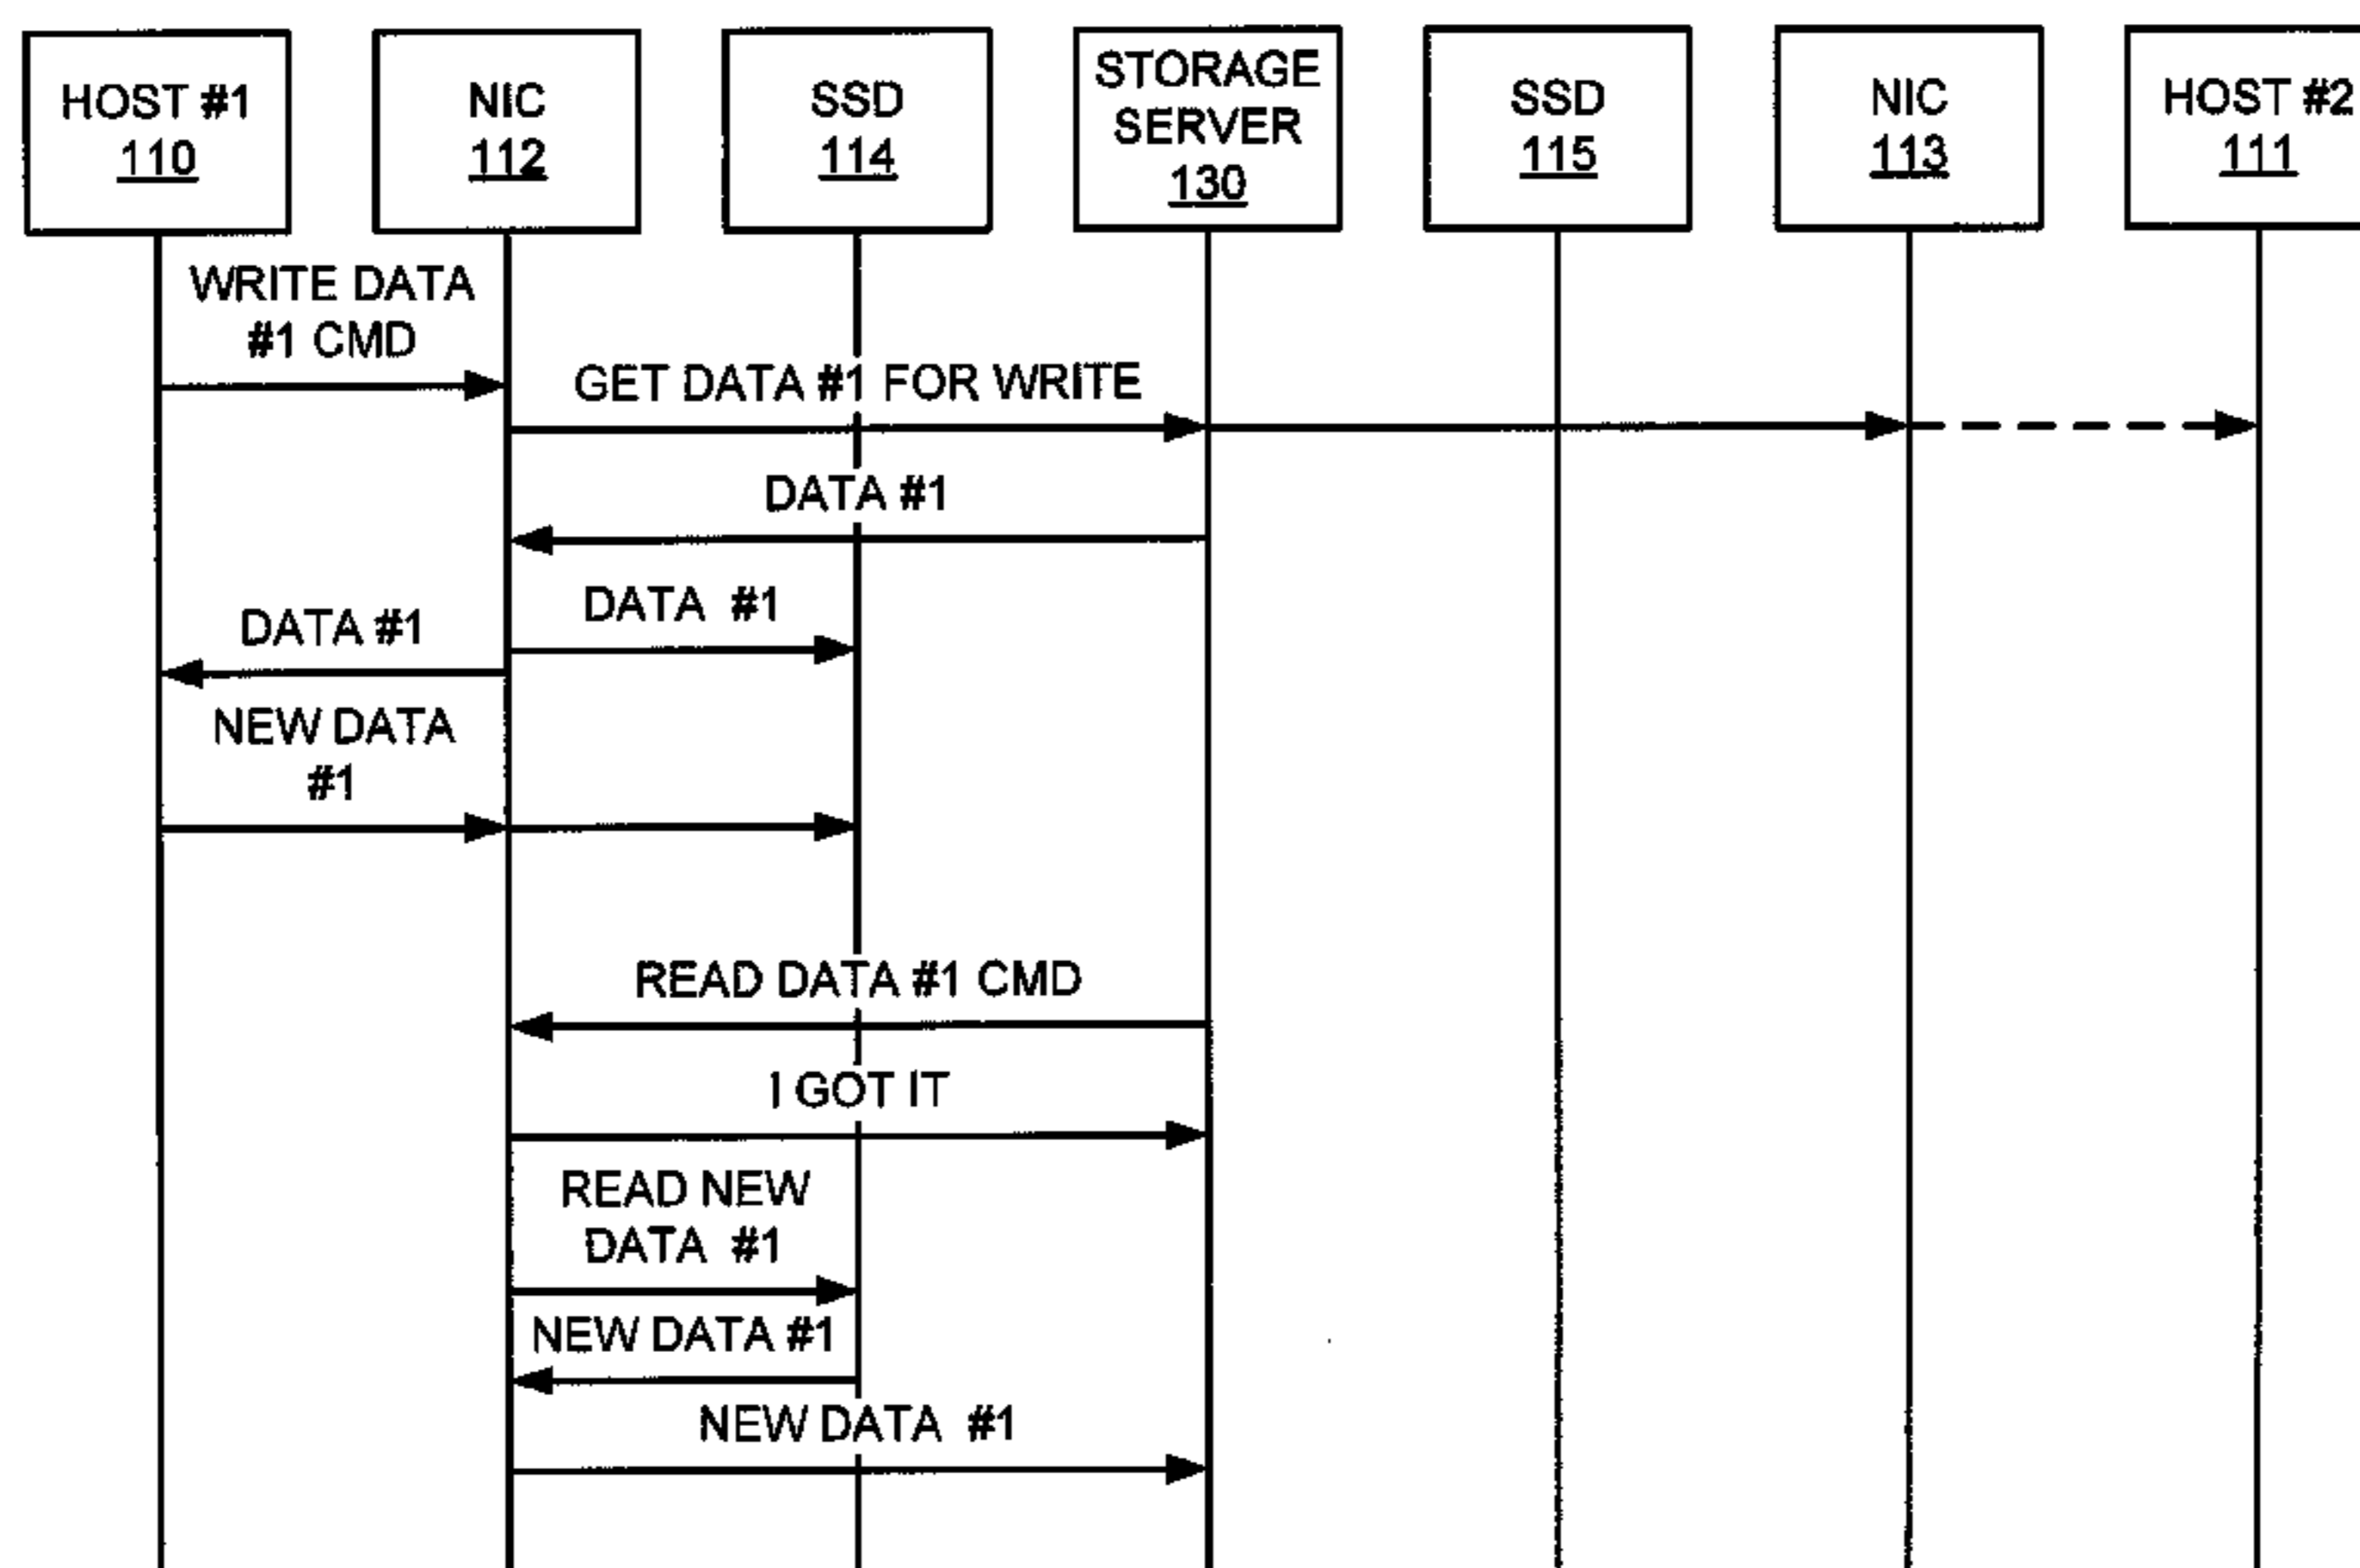 HOST #1
110
NIC
112
SSD
114
STORAGE
SERVER
130
SSD
115
NIC
113
HOST #2
111
WRITE DATA
#1 CMD
GET DATA #1 FOR WRITE
DATA #1
DATA #1
DATA #1
NEW DATA
#1
READ DATA #1 CMD
I GOT IT
READ NEW
DATA #1
NEW DATA #1
NEW DATA #1